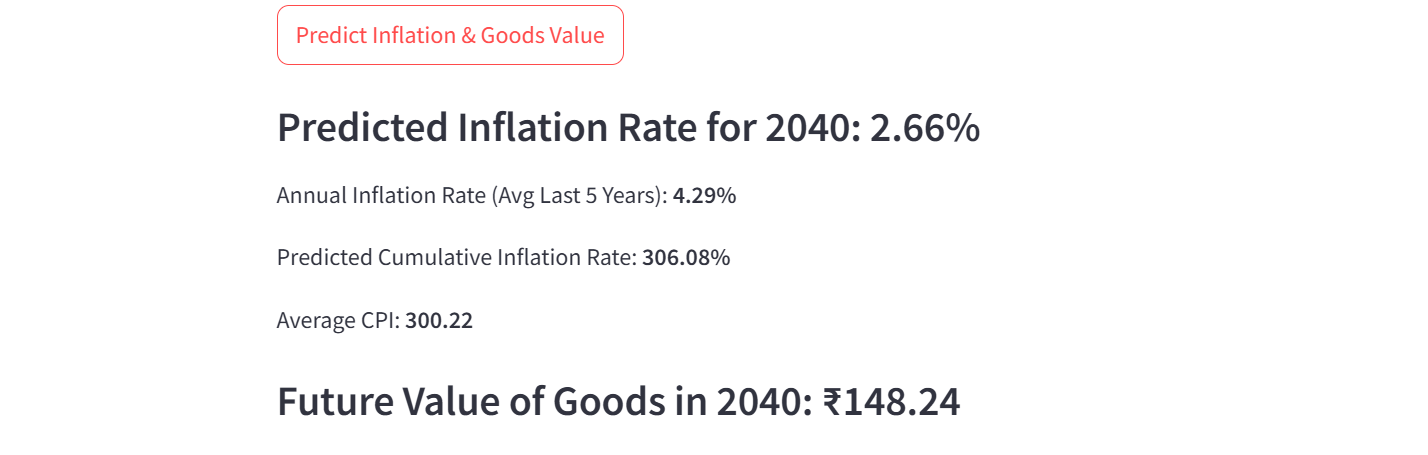 Predict Inflation & Goods Value
Predicted Inflation Rate for 2040: 2.66%
Annual Inflation Rate (Avg Last 5 Years): 4.29%
Predicted Cumulative Inflation Rate: 306.08%
Average CPI: 300.22
Future Value of Goods in 2040: ₹148.24